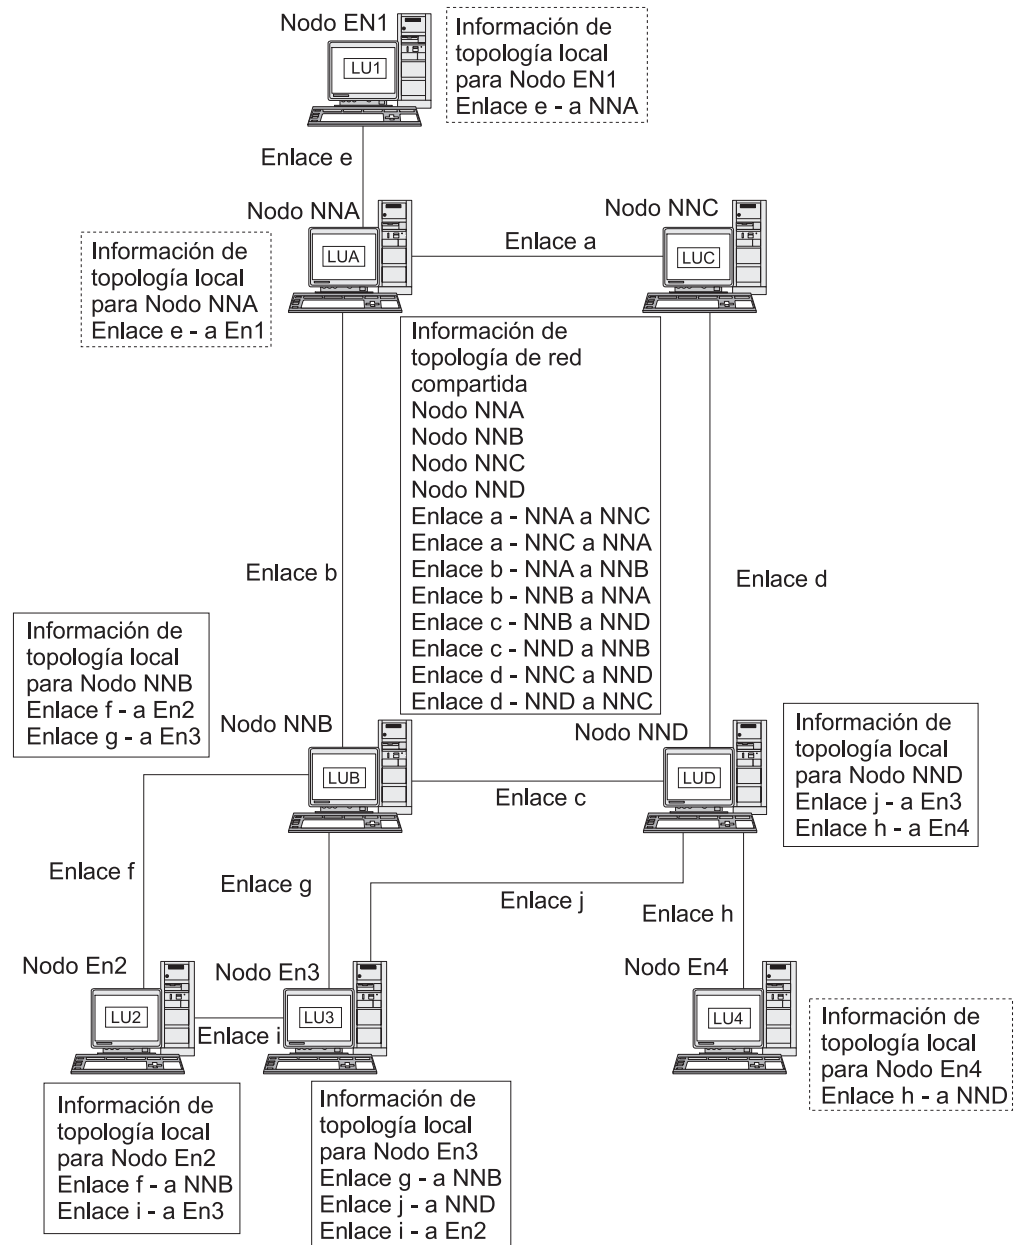 Nodo EN1
LU1
Información de
topología local
para Nodo EN1
Enlace e - a NNA
Enlace e
Nodo NNA
LUA
Enlace a
Nodo NNC
LUC
Información de
topología local
para Nodo NNA
Enlace e - a En1
Información de
topología de red
compartida
Nodo NNA
Nodo NNB
Nodo NNC
Nodo NND
Enlace a - NNA a NNC
Enlace a - NNC a NNA
Enlace b - NNA a NNB
Enlace b - NNB a NNA
Enlace c - NNB a NND
Enlace c - NND a NNB
Enlace d - NNC a NND
Enlace d - NND a NNC
Enlace b
Enlace d
Información de
topología local
para Nodo NNB
Enlace f - a En2
Enlace g - a En3
Nodo NNB
LUB
Enlace c
Nodo NND
LUD
Información de
topología local
para Nodo NND
Enlace j - a En3
Enlace h - a En4
Enlace f
Enlace g
Enlace j
Enlace h
Nodo En2
LU2
Enlace i
Nodo En3
LU3
Nodo En4
LU4
Información de
topología local
para Nodo En4
Enlace h - a NND
Información de
topología local
para Nodo En2
Enlace f - a NNB
Enlace i - a En3
Información de
topología local
para Nodo En3
Enlace g - a NNB
Enlace j - a NND
Enlace i - a En2